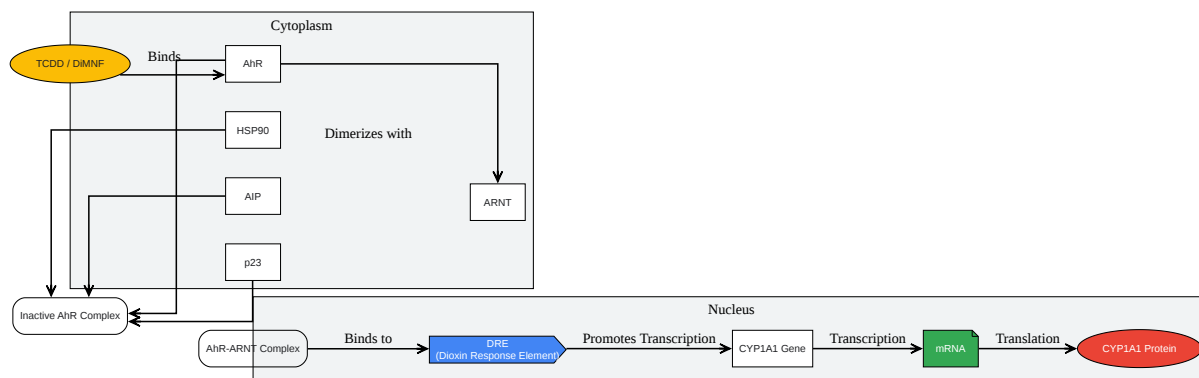 Cytoplasm
TCDD / DiMNF
Binds
AhR
HSP90
Dimerizes with
AIP
ARNT
p23
Inactive AhR Complex
Nucleus
AhR-ARNT Complex
Binds to
DRE
(Dioxin Response Element)
Promotes Transcription
CYP1A1 Gene
Transcription
mRNA
Translation
CYP1A1 Protein